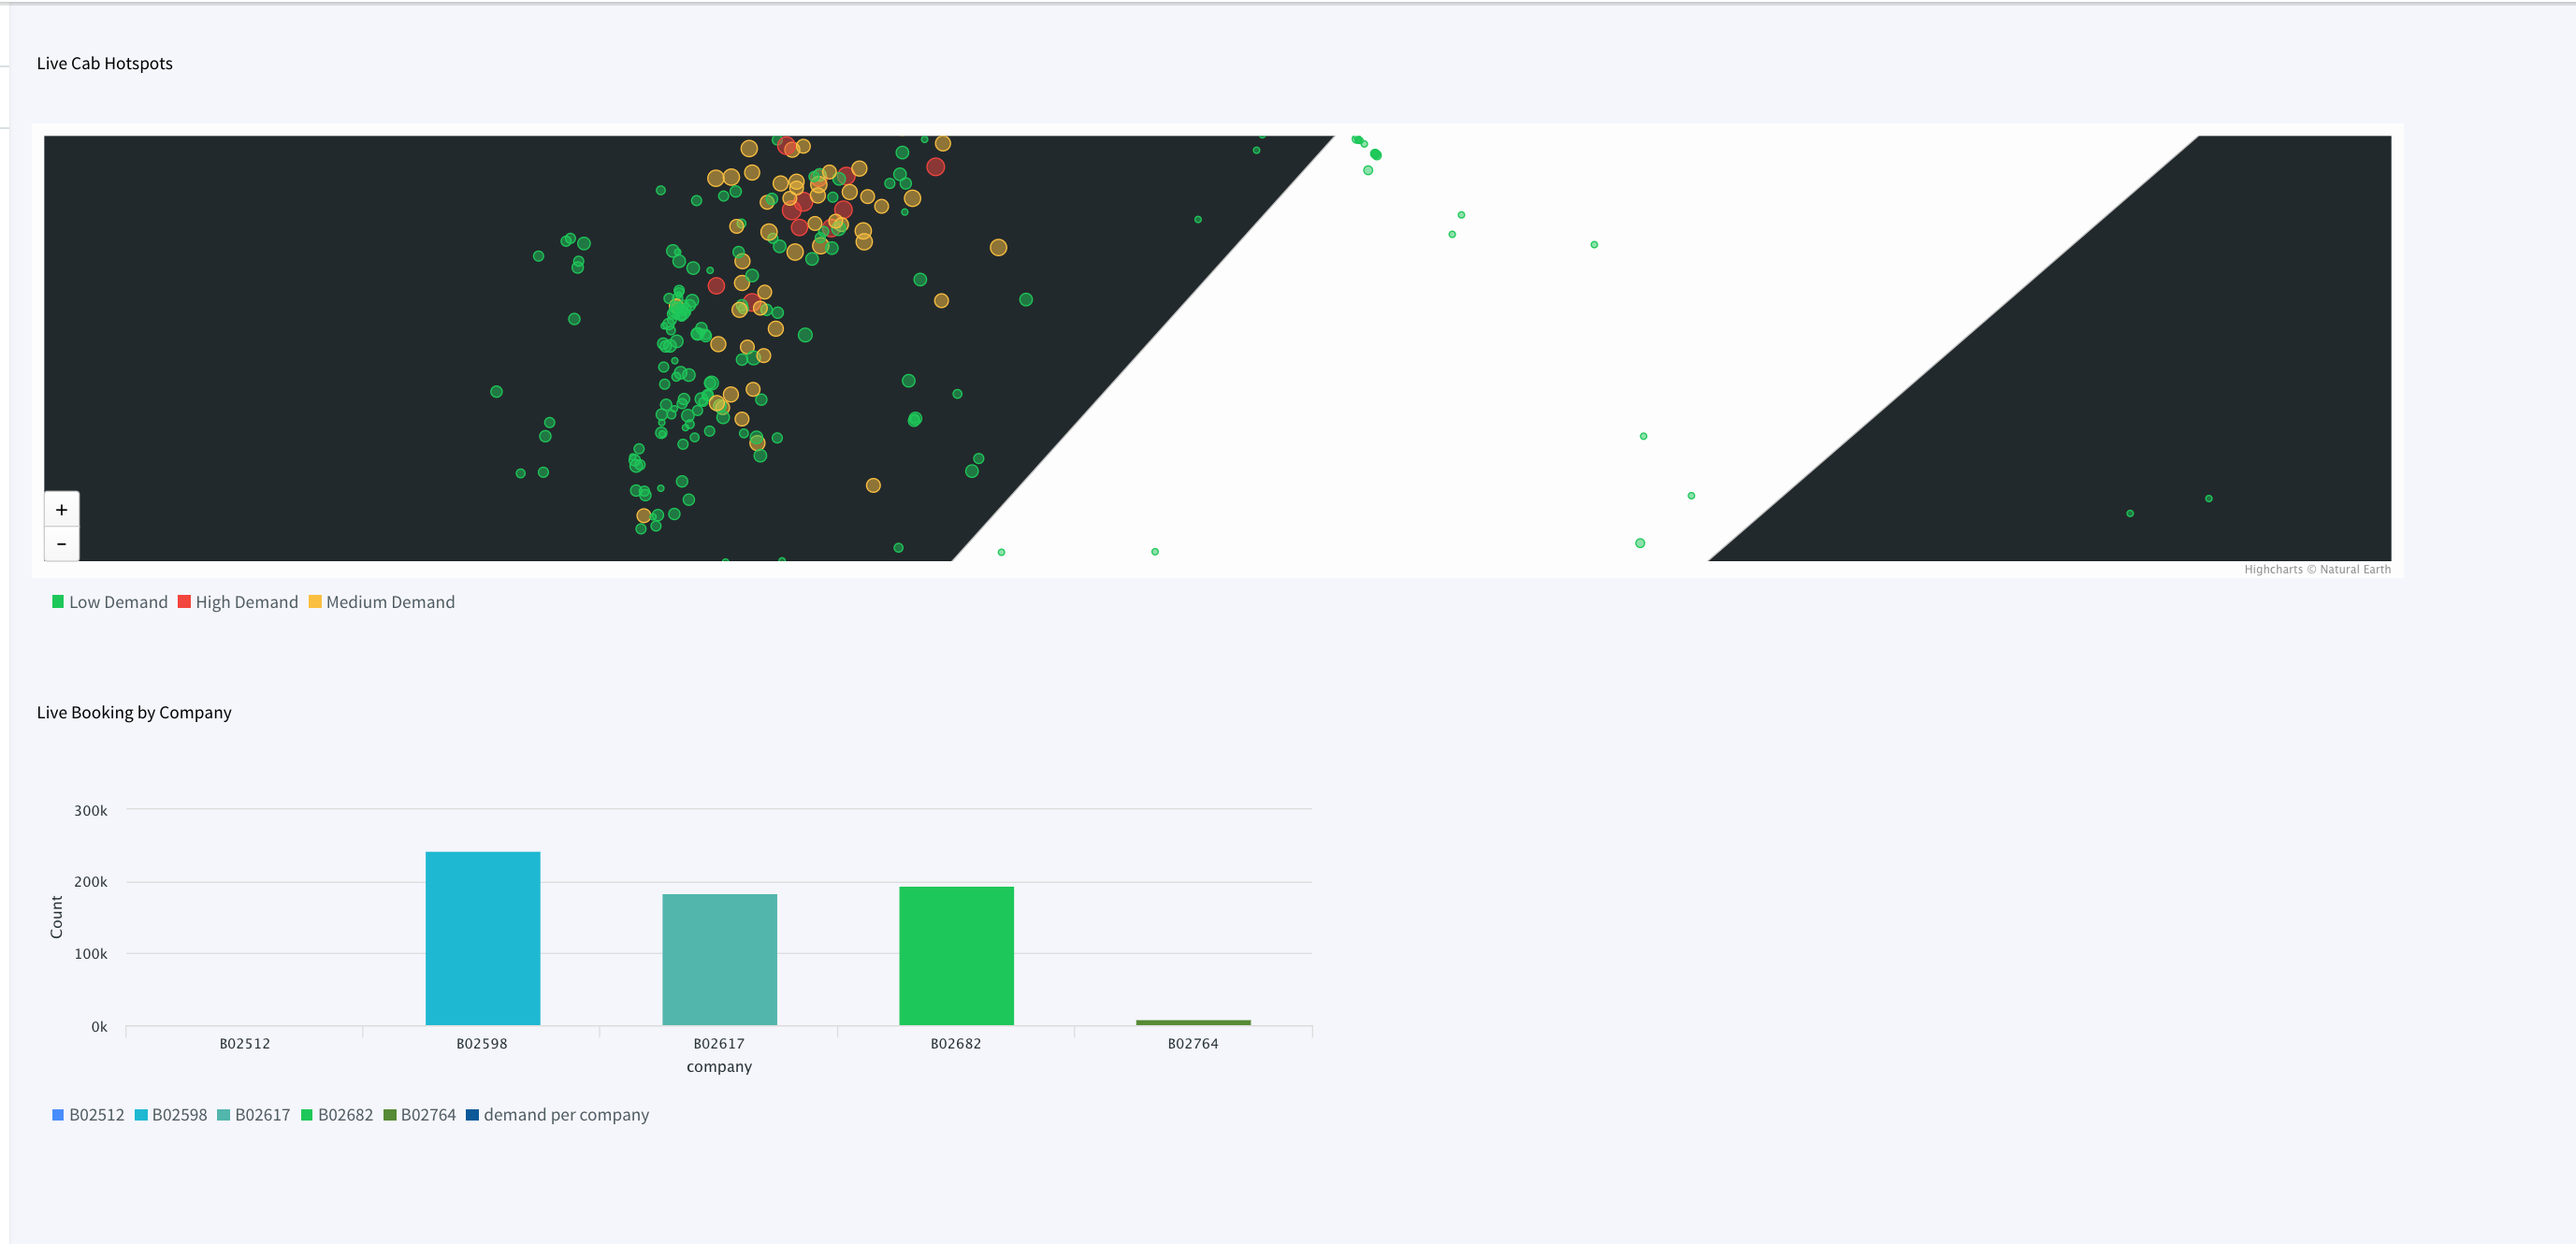 Live Cab Hotspots
+
−
Highcharts © Natural Earth
Low Demand High Demand Medium Demand
Live Booking by Company
300k
200k
100k
0k
Count
B02512 B02598 B02617 B02682 B02764
company
B02512 B02598 B02617 B02682 B02764 demand per company